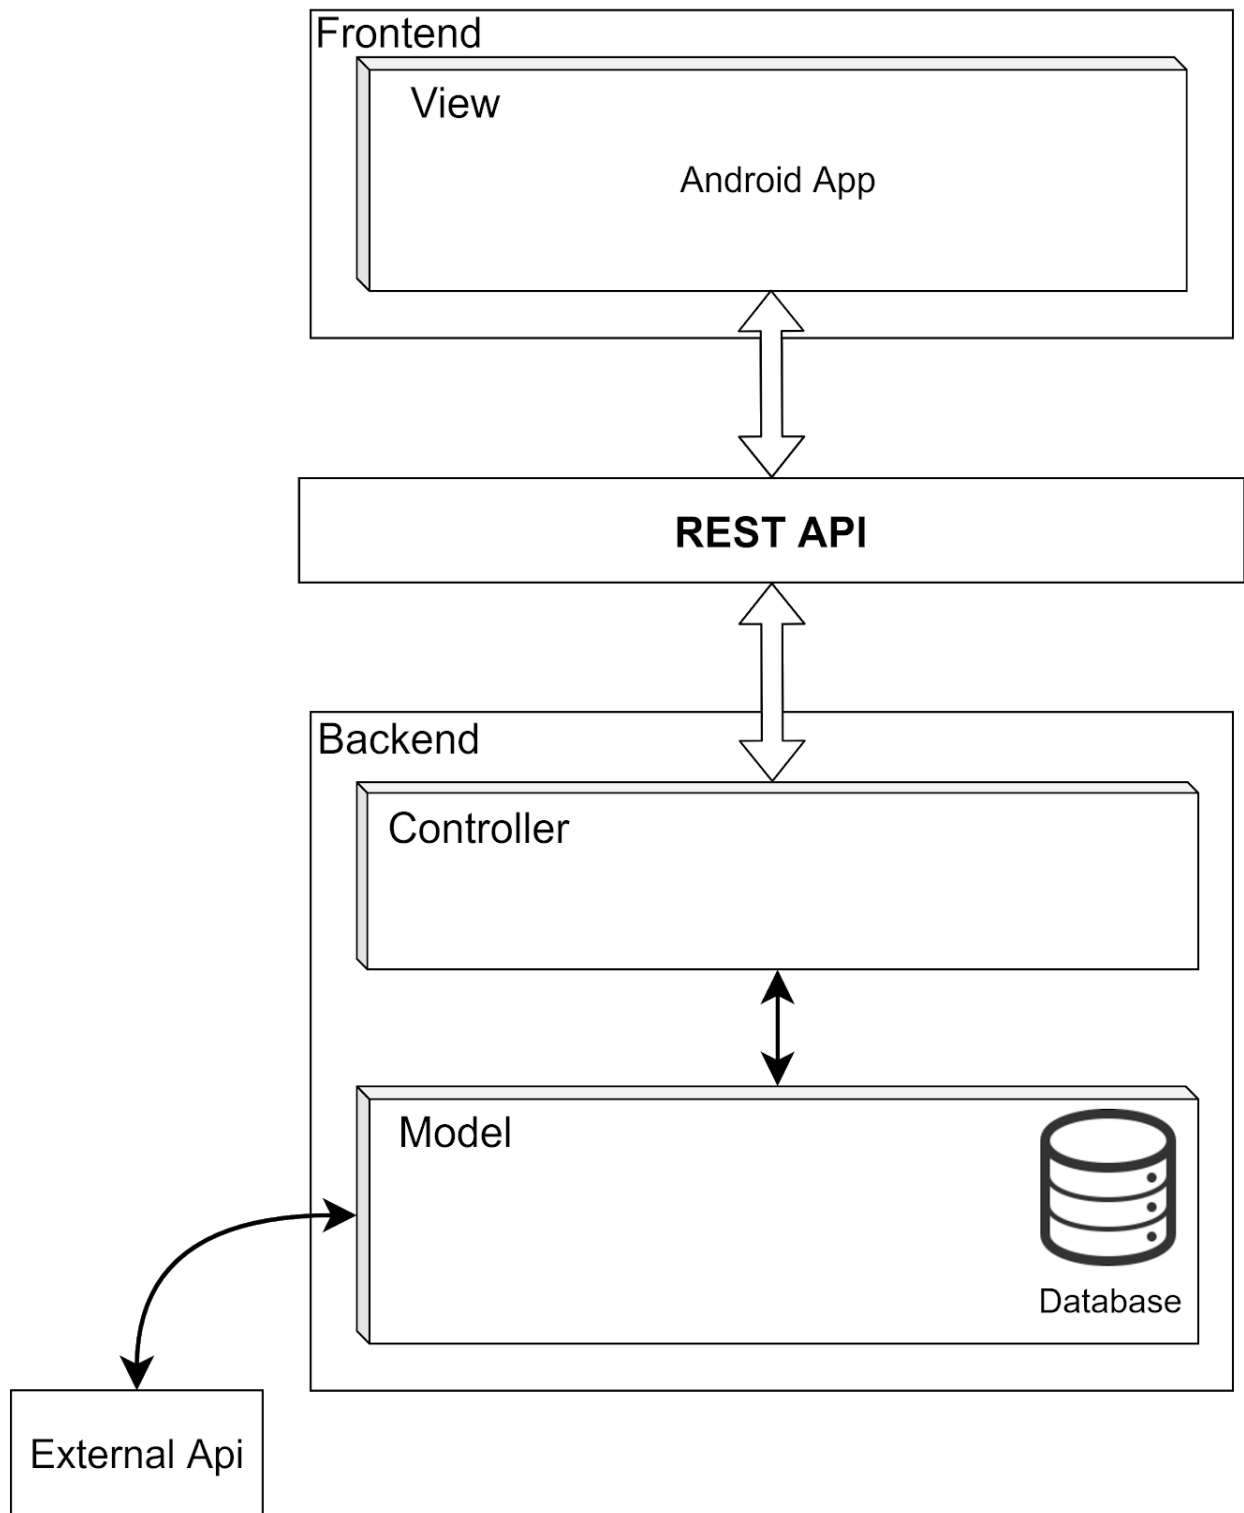 Frontend
View
Android App
REST API
Backend
Controller
Model
Database
External Api